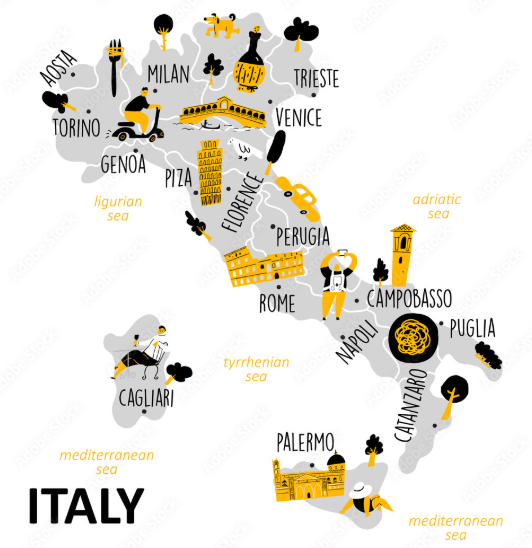 AOSTA
MILAN
TRIESTE
TORINO
VENICE
GENOA
PIZA
FLORENCE
ligurian
sea
adriatic
sea
PERUGIA
ROME
CAMPOBASSO
NAPOLI
PUGLIA
tyrrhenian
sea
CAGLIARI
CATANZARO
PALERMO
mediterranean
sea
ITALY
mediterranean
sea